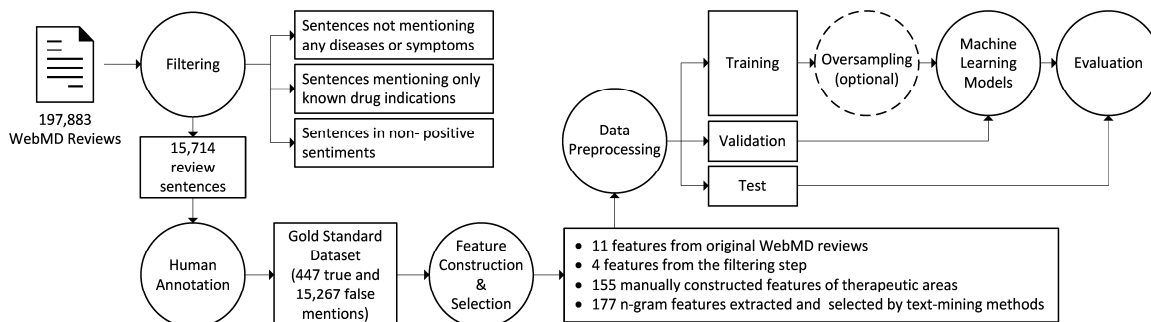 197,883
WebMD Reviews
Filtering
Sentences not mentioning
any diseases or symptoms
Sentences mentioning only
known drug indications
Sentences in non- positive
sentiments
15,714
review
sentences
Human
Annotation
Gold Standard
Dataset
(447 true and
15,267 false
mentions)
Feature
Construction
&
Selection
• 11 features from original WebMD reviews
• 4 features from the filtering step
• 155 manually constructed features of therapeutic areas
• 177 n-gram features extracted and selected by text-mining methods
Data
Preprocessing
Training
Validation
Test
Oversampling
(optional)
Machine
Learning
Models
Evaluation